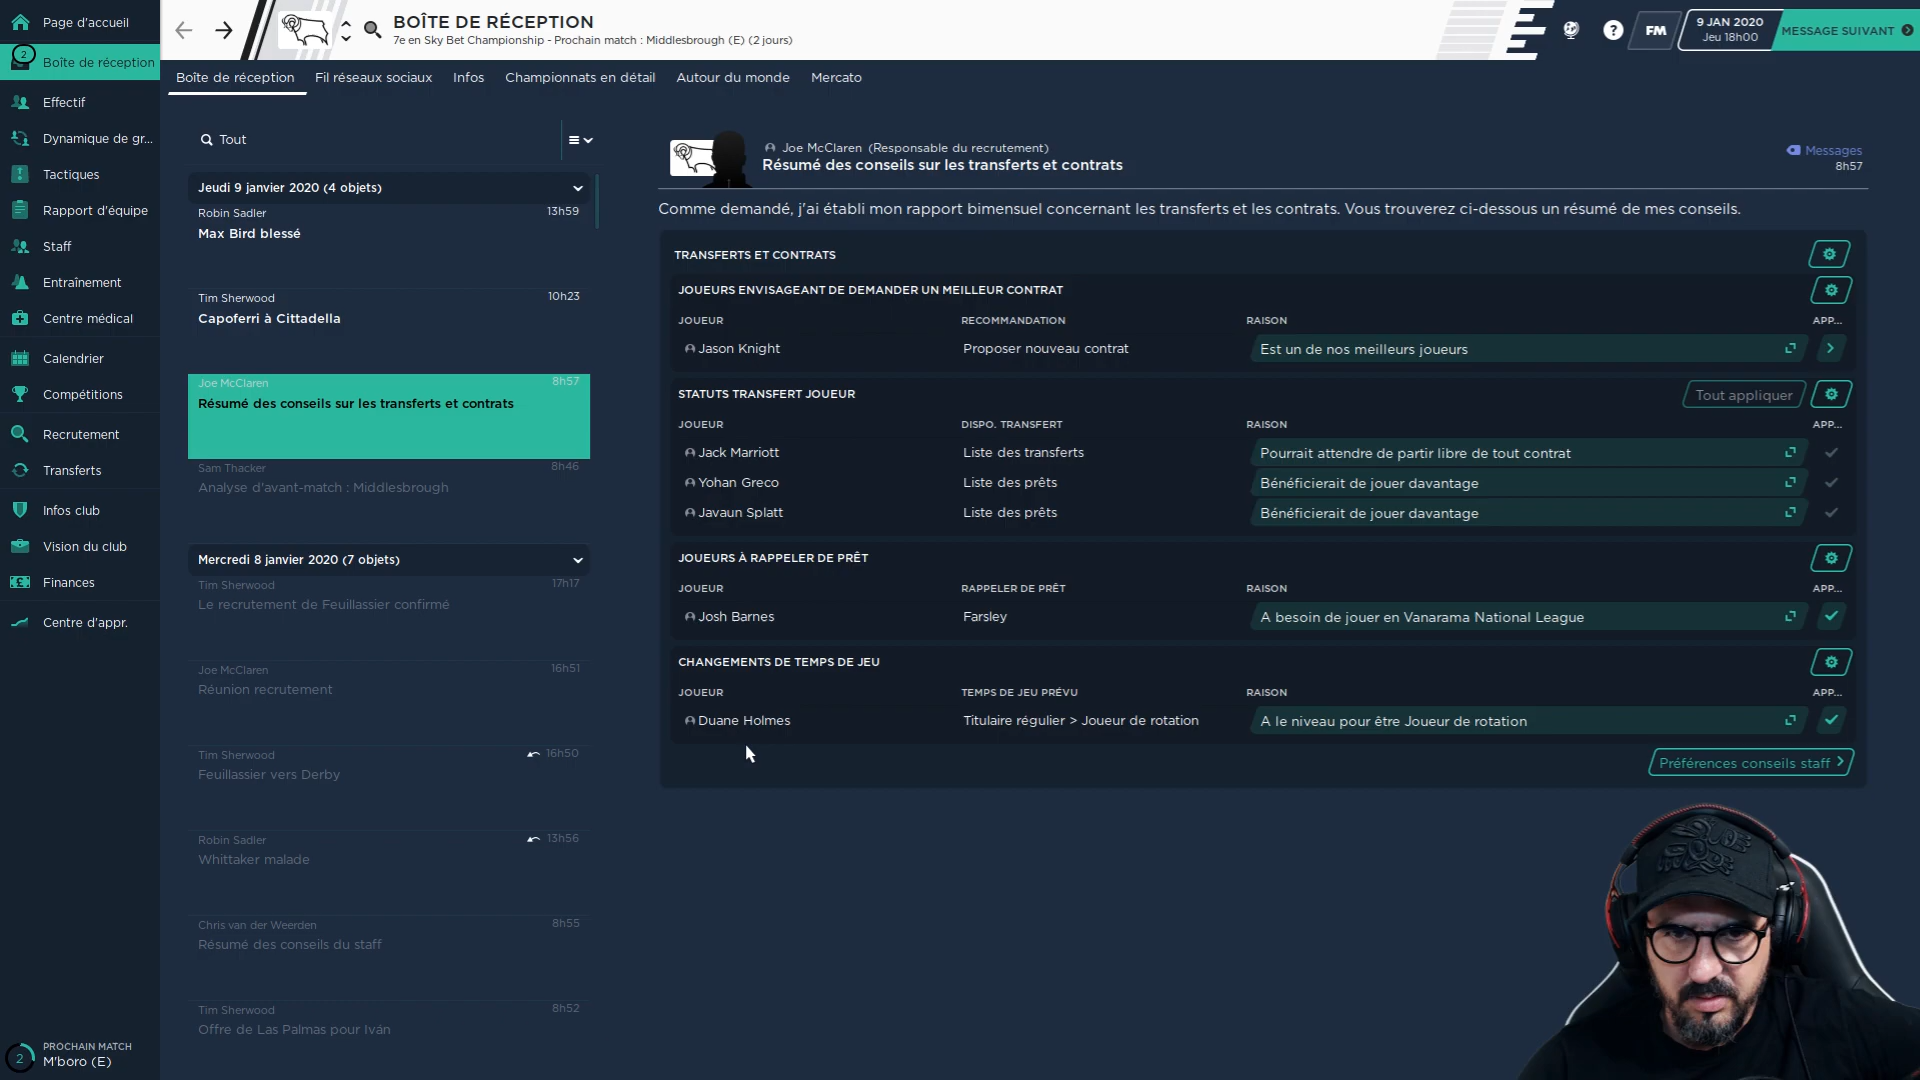 Page d'accueil
2
Boîte de réception
Effectif
Dynamique de gr...
Tactiques
Rapport d'équipe
Staff
Entraînement
Centre médical
Calendrier
Compétitions
Recrutement
Transferts
Infos club
Vision du club
Finances
Centre d'appr.
2
PROCHAIN MATCH
M'boro (E)
BOÎTE DE RÉCEPTION
7e en Sky Bet Championship - Prochain match : Middlesbrough (E) (2 jours)
?
FM
9 JAN 2020
Jeu 18h00
MESSAGE SUIVANT
Boîte de réception Fil réseaux sociaux Infos Championnats en détail Autour du monde Mercato
Tout
Jeudi 9 janvier 2020 (4 objets)
Robin Sadler 13h59
Max Bird blessé
Tim Sherwood 10h23
Capoferri à Cittadella
Joe McClaren 8h57
Résumé des conseils sur les transferts et contrats
Sam Thacker 8h46
Analyse d'avant-match : Middlesbrough
Mercredi 8 janvier 2020 (7 objets)
Tim Sherwood 17h17
Le recrutement de Feuillassier confirmé
Joe McClaren 16h51
Réunion recrutement
Tim Sherwood 16h50
Feuillassier vers Derby
Robin Sadler 13h56
Whittaker malade
Chris van der Weerden 8h55
Résumé des conseils du staff
Tim Sherwood 8h52
Offre de Las Palmas pour Iván
Joe McClaren (Responsable du recrutement)
Résumé des conseils sur les transferts et contrats
Messages
8h57
Comme demandé, j'ai établi mon rapport bimensuel concernant les transferts et les contrats. Vous trouverez ci-dessous un résumé de mes conseils.
TRANSFERTS ET CONTRATS
JOUEURS ENVISAGEANT DE DEMANDER UN MEILLEUR CONTRAT
JOUEUR RECOMMANDATION RAISON APP...
Jason Knight Proposer nouveau contrat Est un de nos meilleurs joueurs
STATUTS TRANSFERT JOUEUR Tout appliquer
JOUEUR DISPO. TRANSFERT RAISON APP...
Jack Marriott Liste des transferts Pourrait attendre de partir libre de tout contrat
Yohan Greco Liste des prêts Bénéficierait de jouer davantage
Javaun Splatt Liste des prêts Bénéficierait de jouer davantage
JOUEURS À RAPPELER DE PRÊT
JOUEUR RAPPELER DE PRÊT RAISON APP...
Josh Barnes Farsley A besoin de jouer en Vanarama National League
CHANGEMENTS DE TEMPS DE JEU
JOUEUR TEMPS DE JEU PRÉVU RAISON APP...
Duane Holmes Titulaire régulier > Joueur de rotation A le niveau pour être Joueur de rotation
Préférences conseils staff